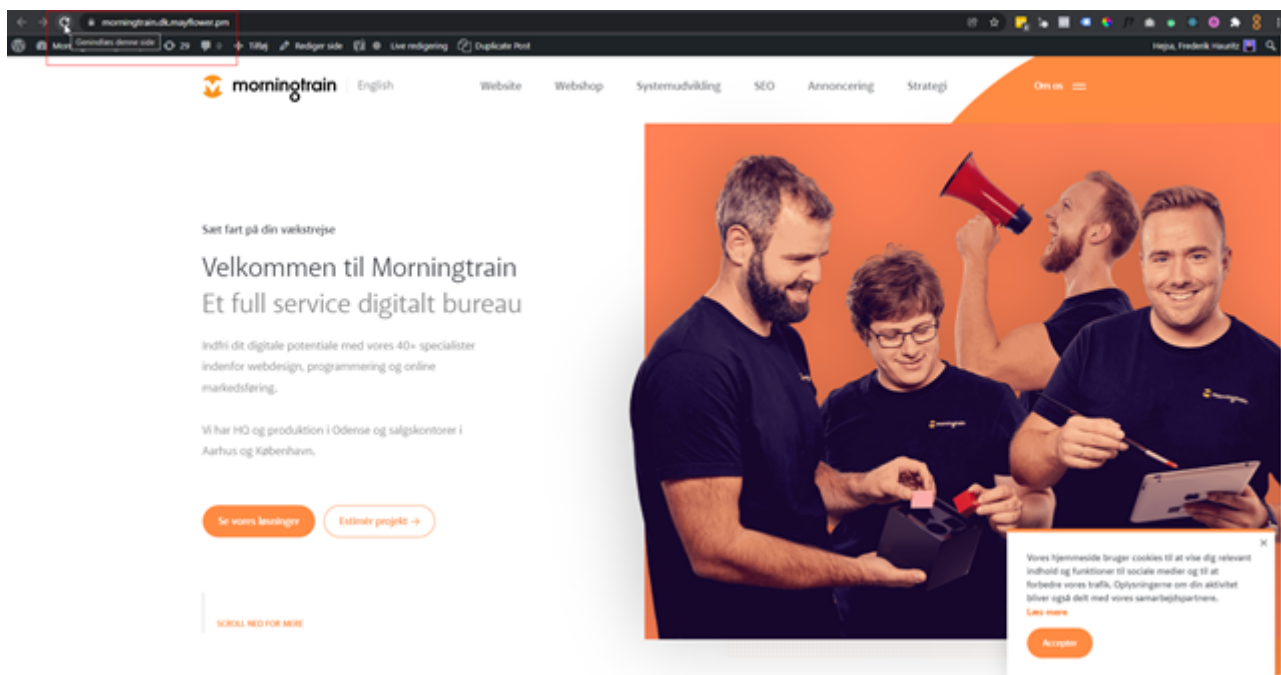 morningtrain.dk.mayflower.pm
Genindlæs denne side
29
0
Tilføj
Rediger side
Live redigering
Duplicate Post
Hejsa, Frederik Hauritz
morningtrain
English
Website
Webshop
Systemudvikling
SEO
Annoncering
Strategi
Om os
Sæt fart på din vækstrejse
Velkommen til Morningtrain
Et full service digitalt bureau
Indfri dit digitale potentiale med vores 40+ specialister
indenfor webdesign, programmering og online
markedsføring.
Vi har HQ og produktion i Odense og salgskontorer i
Aarhus og København.
Se vores løsninger
Estimér projekt →
SCROLL NED FOR MERE
morningtrain
Vores hjemmeside bruger cookies til at vise dig relevant
indhold og funktioner til sociale medier og til at
forbedre vores trafik. Oplysningerne om din aktivitet
bliver også delt med vores samarbejdspartnere.
Læs mere
Accepter